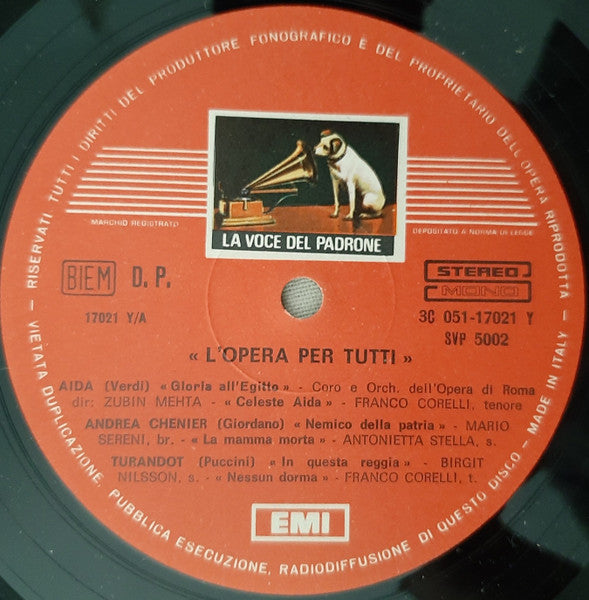 RISERVATI TUTTI I DIRITTI DEL PRODUTTORE FONOGRAFICO E DEL PROPRIETARIO DELL'OPERA RIPRODOTTA
MARCHIO REGISTRATO
LA VOCE DEL PADRONE
DEPOSITATO A NORMA DI LEGGE
BIEM D. P.
STEREO
MONO
17021 Y/A
3C 051-17021 Y
SVP 5002
« L'OPERA PER TUTTI »
AIDA (Verdi) « Gloria all'Egitto » - Coro e Orch. dell'Opera di Roma
dir: ZUBIN MEHTA - « Celeste Aida » - FRANCO CORELLI, tenore
ANDREA CHENIER (Giordano) « Nemico della patria » - MARIO
SERENI, br. - « La mamma morta » - ANTONIETTA STELLA, s.
TURANDOT (Puccini) « In questa reggia » - BIRGIT
NILSSON, s. - « Nessun dorma » - FRANCO CORELLI, t.
EMI
— VIETATA DUPLICAZIONE, PUBBLICA ESECUZIONE, RADIODIFFUSIONE DI QUESTO DISCO - MADE IN ITALY —